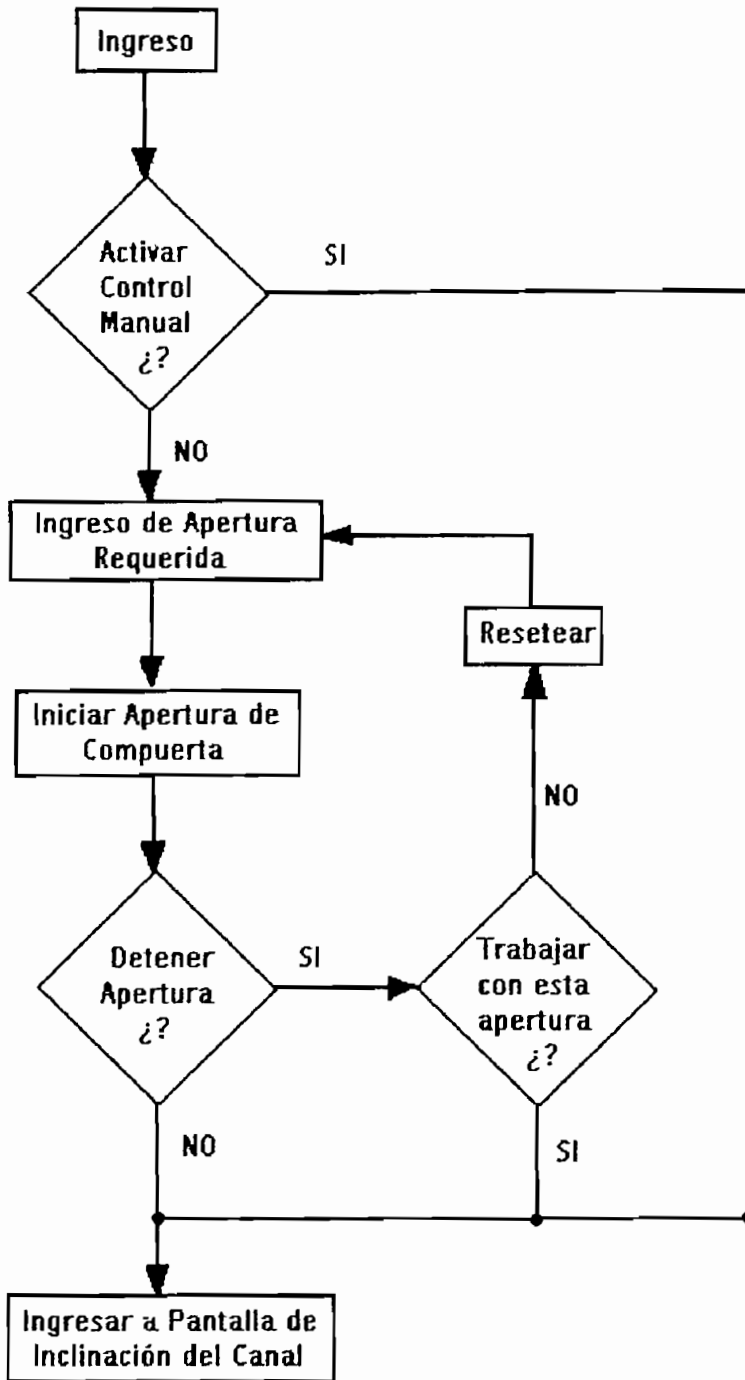 Ingreso
Activar
Control
Manual
¿?
SI
NO
Ingreso de Apertura
Requerida
Resetear
Iniciar Apertura de
Compuerta
NO
Detener
Apertura
¿?
SI
Trabajar
con esta
apertura
¿?
NO
SI
Ingresar a Pantalla de
Inclinación del Canal